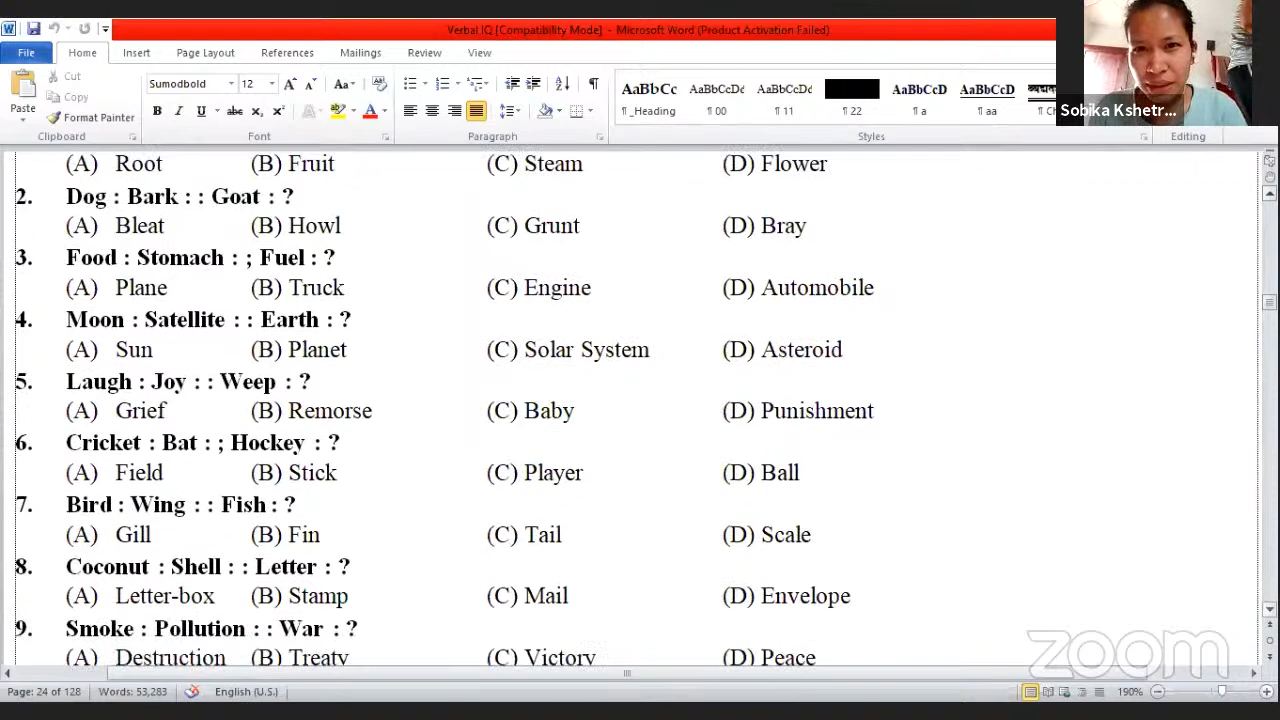 Verbal IQ [Compatibility Mode] - Microsoft Word (Product Activation Failed)
File Home Insert Page Layout References Mailings Review View
Cut
Copy
Format Painter
Paste
Sumodbold 12
AaBbCc AaBbCcDd AaBbCcDd AaBbCcD AaBbCcD
¶ _Heading ¶ 00 ¶ 11 ¶ 22 ¶ a ¶ aa
Clipboard Font Paragraph Styles Editing
Sobika Kshetr...
(A) Root (B) Fruit (C) Steam (D) Flower
2. Dog : Bark : : Goat : ?
(A) Bleat (B) Howl (C) Grunt (D) Bray
3. Food : Stomach : ; Fuel : ?
(A) Plane (B) Truck (C) Engine (D) Automobile
4. Moon : Satellite : : Earth : ?
(A) Sun (B) Planet (C) Solar System (D) Asteroid
5. Laugh : Joy : : Weep : ?
(A) Grief (B) Remorse (C) Baby (D) Punishment
6. Cricket : Bat : ; Hockey : ?
(A) Field (B) Stick (C) Player (D) Ball
7. Bird : Wing : : Fish : ?
(A) Gill (B) Fin (C) Tail (D) Scale
8. Coconut : Shell : : Letter : ?
(A) Letter-box (B) Stamp (C) Mail (D) Envelope
9. Smoke : Pollution : : War : ?
(A) Destruction (B) Treaty (C) Victory (D) Peace
zoom
Page: 24 of 128 Words: 53,283 English (U.S.) 190%